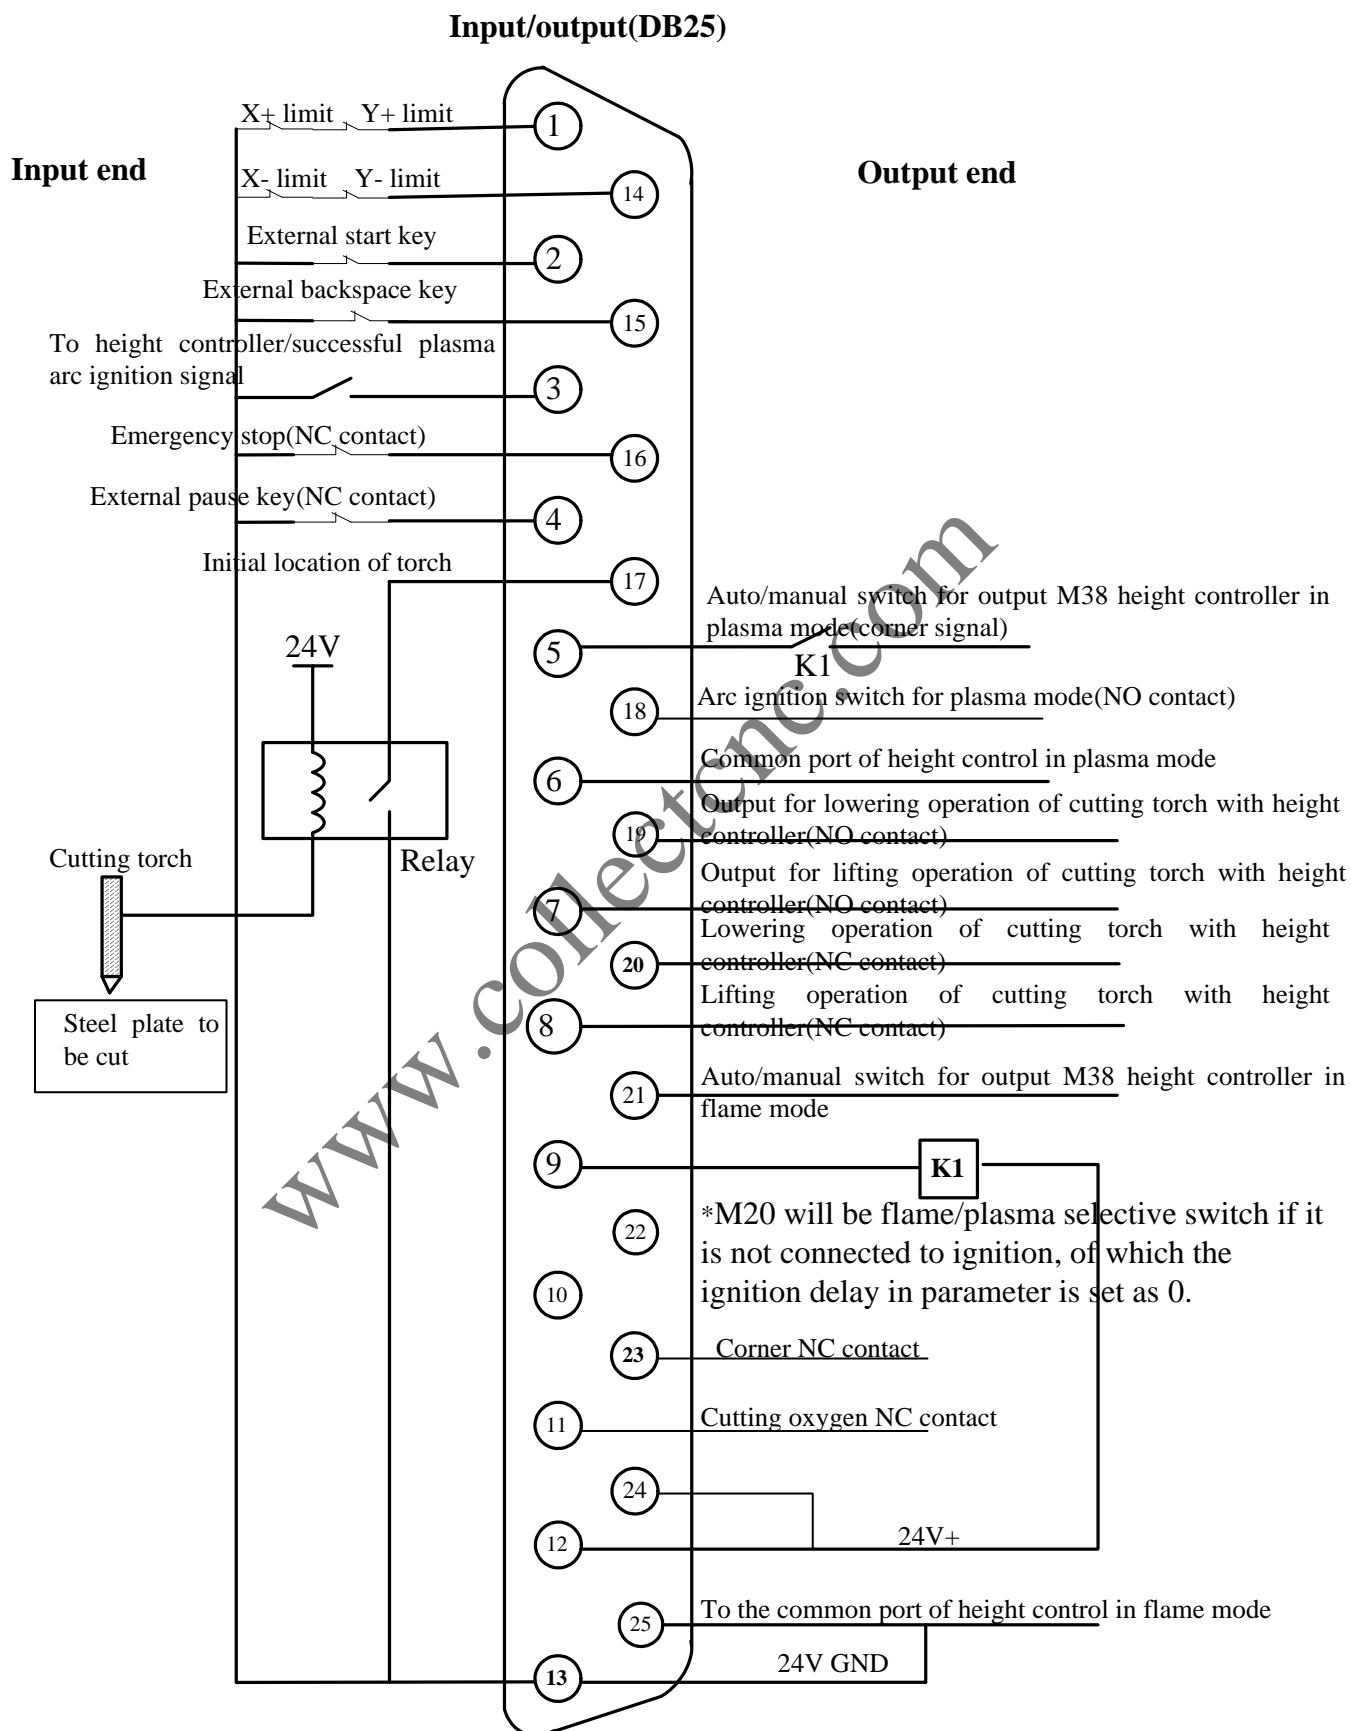 Input/output(DB25)
Input end
Output end
X+ limit Y+ limit
1
X- limit Y- limit
14
External start key
2
External backspace key
15
To height controller/successful plasma
arc ignition signal
3
Emergency stop(NC contact)
16
External pause key(NC contact)
4
Initial location of torch
17
Auto/manual switch for output M38 height controller in
plasma mode(corner signal)
5
K1
24V
18
Arc ignition switch for plasma mode(NO contact)
6
Common port of height control in plasma mode
19
Output for lowering operation of cutting torch with height
controller(NO contact)
Relay
Cutting torch
7
Output for lifting operation of cutting torch with height
controller(NO contact)
20
Lowering operation of cutting torch with height
controller(NC contact)
8
Lifting operation of cutting torch with height
controller(NC contact)
Steel plate to
be cut
21
Auto/manual switch for output M38 height controller in
flame mode
9
K1
22
*M20 will be flame/plasma selective switch if it
is not connected to ignition, of which the
ignition delay in parameter is set as 0.
10
23
Corner NC contact
11
Cutting oxygen NC contact
24
12
24V+
25
To the common port of height control in flame mode
13
24V GND
www.collectcnc.com